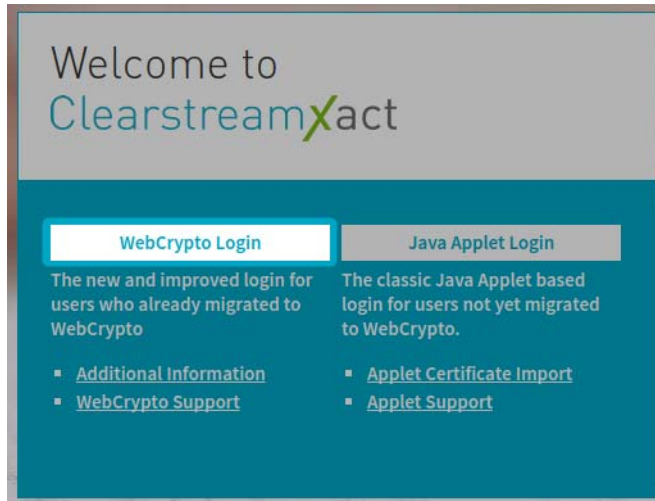 Welcome to
ClearstreamXact
WebCrypto Login
The new and improved login for
users who already migrated to
WebCrypto
▪ Additional Information
▪ WebCrypto Support
Java Applet Login
The classic Java Applet based
login for users not yet migrated
to WebCrypto.
▪ Applet Certificate Import
▪ Applet Support